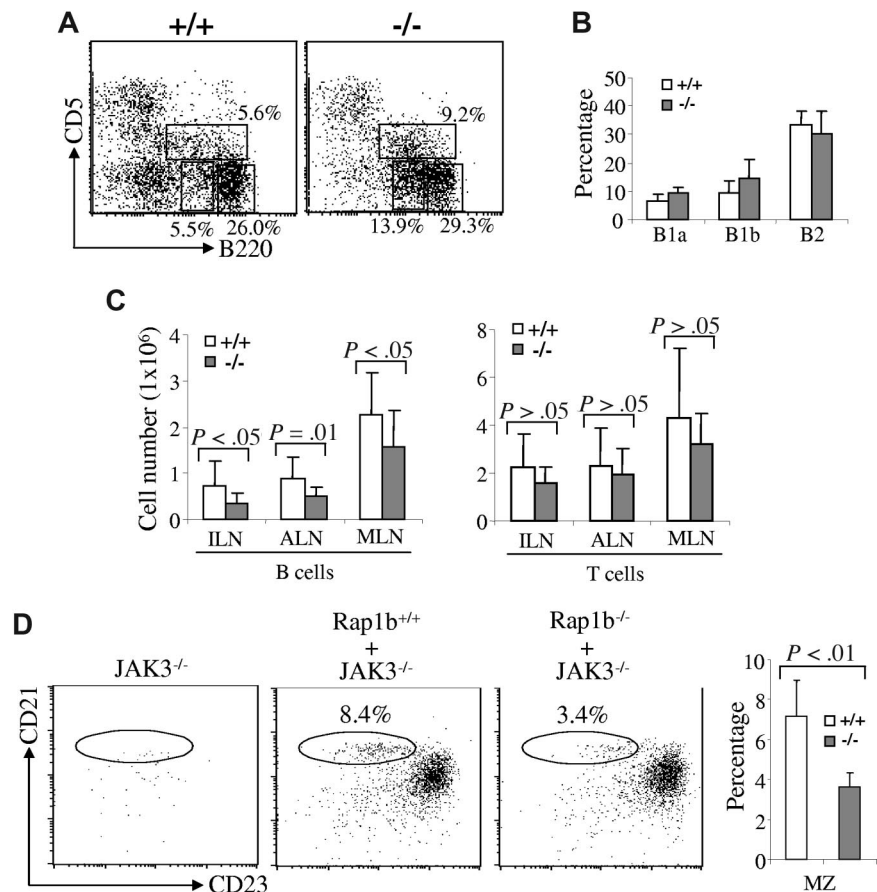 A
+/+
-/-
CD5
5.6%
9.2%
5.5% 26.0%
13.9% 29.3%
B220
B
Percentage
50
40
30
20
10
0
+/+
-/-
B1a B1b B2
C
Cell number (1x10⁶)
4
3
2
1
0
+/+
-/-
P < .05
P = .01
P < .05
ILN ALN MLN
B cells
8
6
4
2
0
+/+
-/-
P > .05
P > .05
P > .05
ILN ALN MLN
T cells
D
CD21
CD23
JAK3⁻/⁻
Rap1b⁺/⁺
+
JAK3⁻/⁻
8.4%
Rap1b⁻/⁻
+
JAK3⁻/⁻
3.4%
Percentage
10
8
6
4
2
0
P < .01
+/+
-/-
MZ